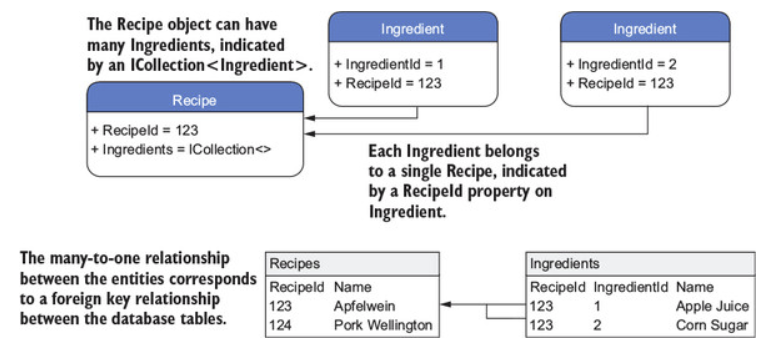 The Recipe object can have
many Ingredients, indicated
by an ICollection<Ingredient>.
Ingredient
+ IngredientId = 1
+ RecipeId = 123
Ingredient
+ IngredientId = 2
+ RecipeId = 123
Recipe
+ RecipeId = 123
+ Ingredients = ICollection<>
Each Ingredient belongs
to a single Recipe, indicated
by a RecipeId property on
Ingredient.
The many-to-one relationship
between the entities corresponds
to a foreign key relationship
between the database tables.
Recipes
RecipeId Name
123 Apfelwein
124 Pork Wellington
Ingredients
RecipeId IngredientId Name
123 1 Apple Juice
123 2 Corn Sugar